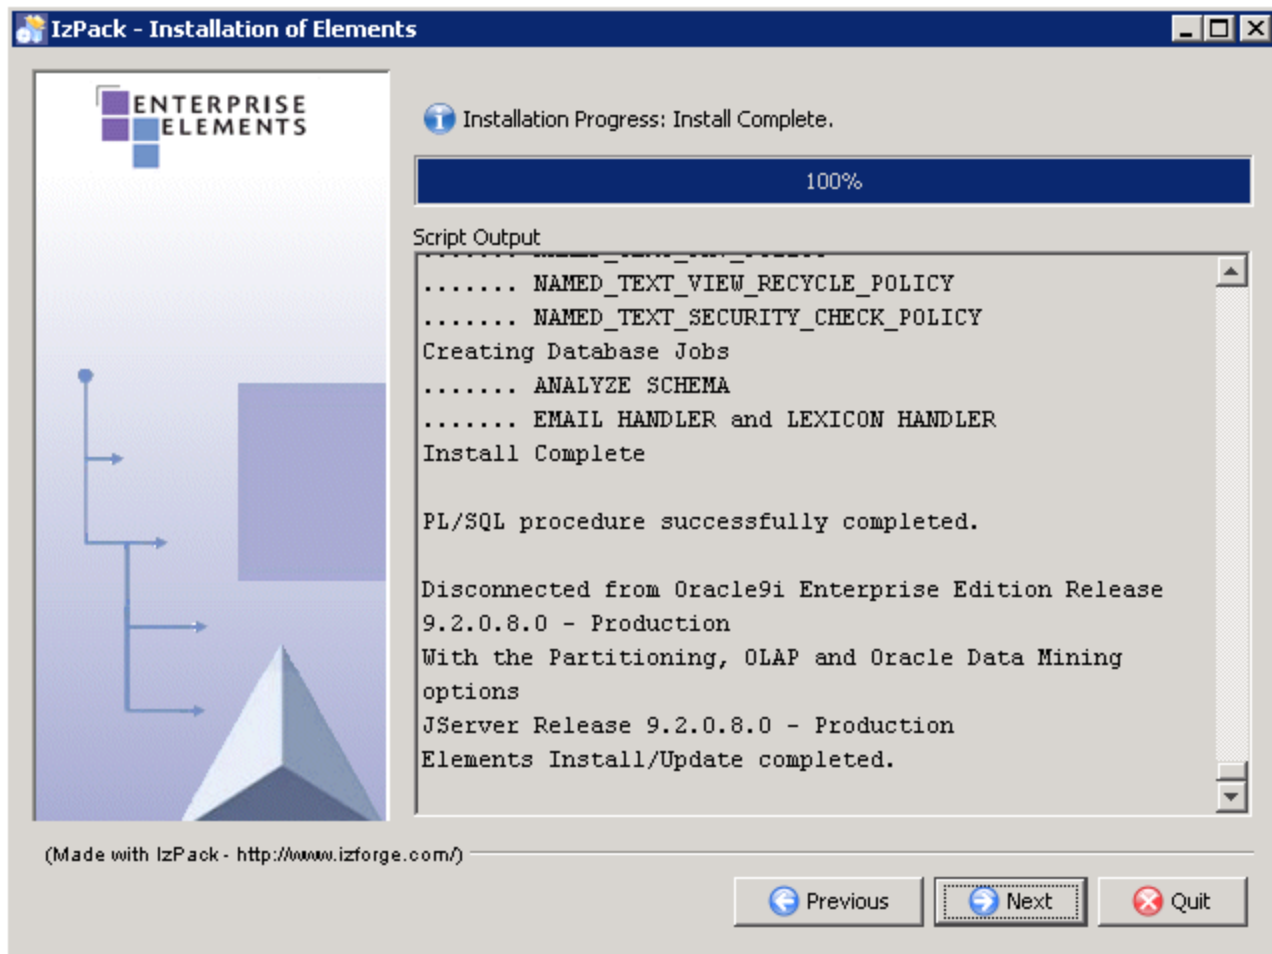 IzPack - Installation of Elements
ENTERPRISE
ELEMENTS
Installation Progress: Install Complete.
100%
Script Output
....... NAMED_TEXT_VIEW_RECYCLE_POLICY
....... NAMED_TEXT_SECURITY_CHECK_POLICY
Creating Database Jobs
....... ANALYZE SCHEMA
....... EMAIL HANDLER and LEXICON HANDLER
Install Complete
PL/SQL procedure successfully completed.
Disconnected from Oracle9i Enterprise Edition Release
9.2.0.8.0 - Production
With the Partitioning, OLAP and Oracle Data Mining
options
JServer Release 9.2.0.8.0 - Production
Elements Install/Update completed.
(Made with IzPack - http://www.izforge.com/)
Previous
Next
Quit